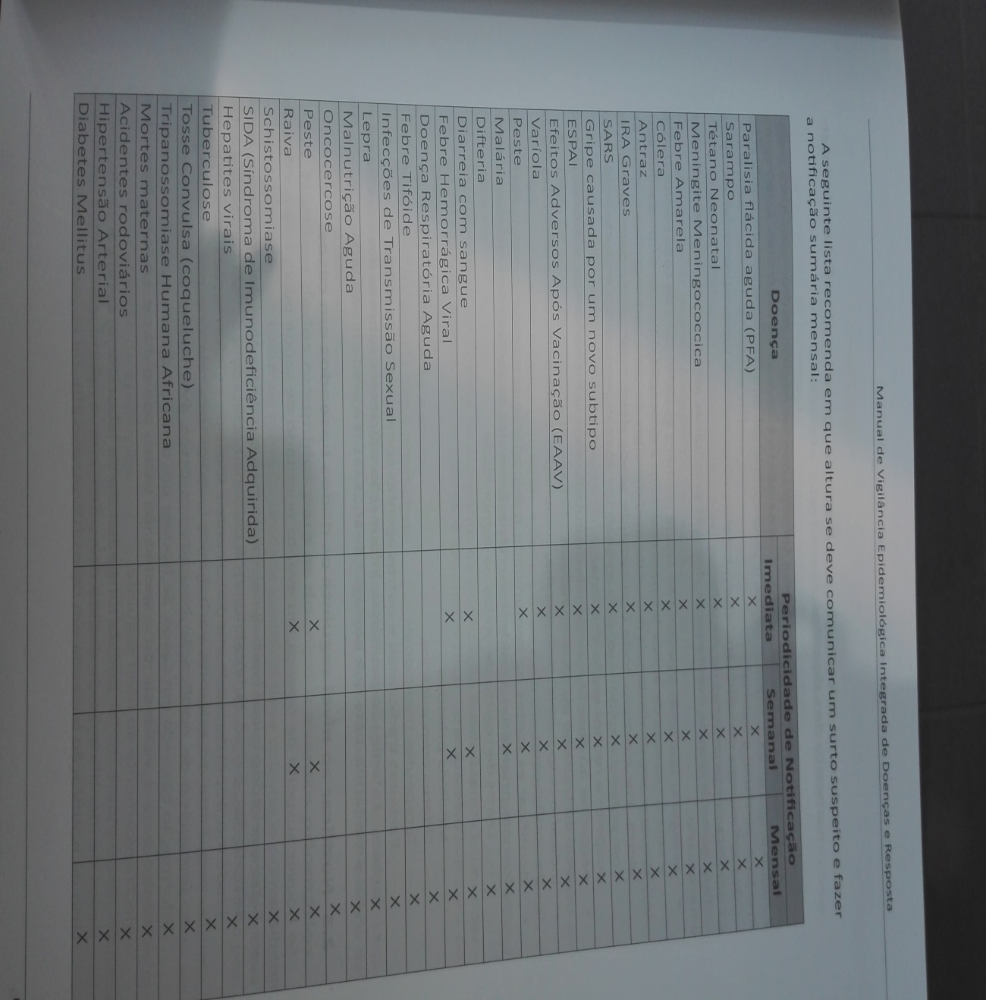 Manual de Vigilância Epidemiológica Integrada de Doenças e Resposta
A seguinte lista recomenda em que altura se deve comunicar um surto suspeito e fazer
a notificação sumária mensal:
Doença Periodicidade de Notificação
Imediata Semanal Mensal
Paralisia flácida aguda (PFA) X X X
Sarampo X X X
Tétano Neonatal X X X
Meningite Meningococcica X X X
Febre Amarela X X X
Cólera X X X
Antraz X X X
IRA Graves X X X
SARS X X X
Gripe causada por um novo subtipo X X X
ESPAI X X X
Efeitos Adversos Após Vacinação (EAAV) X X X
Varíola X X X
Peste X X X
Malária X X
Difteria X
Diarreia com sangue X X X
Febre Hemorrágica Viral X X X
Doença Respiratória Aguda X
Febre Tifóide X
Infecções de Transmissão Sexual X
Lepra X
Malnutrição Aguda X
Oncocercose X
Peste X X X
Raiva X X X
Schistossomiase X
SIDA (Síndroma de Imunodeficiência Adquirida) X
Hepatites virais X
Tuberculose X
Tosse Convulsa (coqueluche) X
Tripanossomiase Humana Africana X
Mortes maternas X
Acidentes rodoviários X
Hipertensão Arterial X
Diabetes Mellitus X